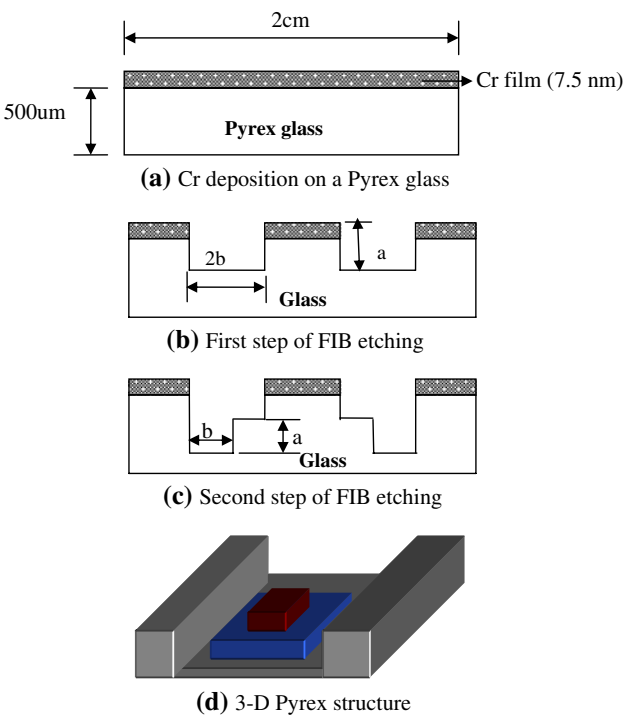 2cm
Cr film (7.5 nm)
500um
Pyrex glass
(a) Cr deposition on a Pyrex glass
2b
a
Glass
(b) First step of FIB etching
b
a
Glass
(c) Second step of FIB etching
(d) 3-D Pyrex structure